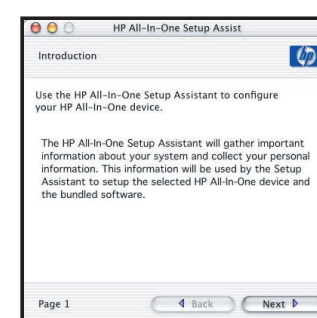 HP All-In-One Setup Assist
Introduction
hp
Use the HP All-In-One Setup Assistant to configure
your HP All-In-One device.
The HP All-In-One Setup Assistant will gather important
information about your system and collect your personal
information. This information will be used by the Setup
Assistant to setup the selected HP All-In-One device and
the bundled software.
Page 1
Back
Next